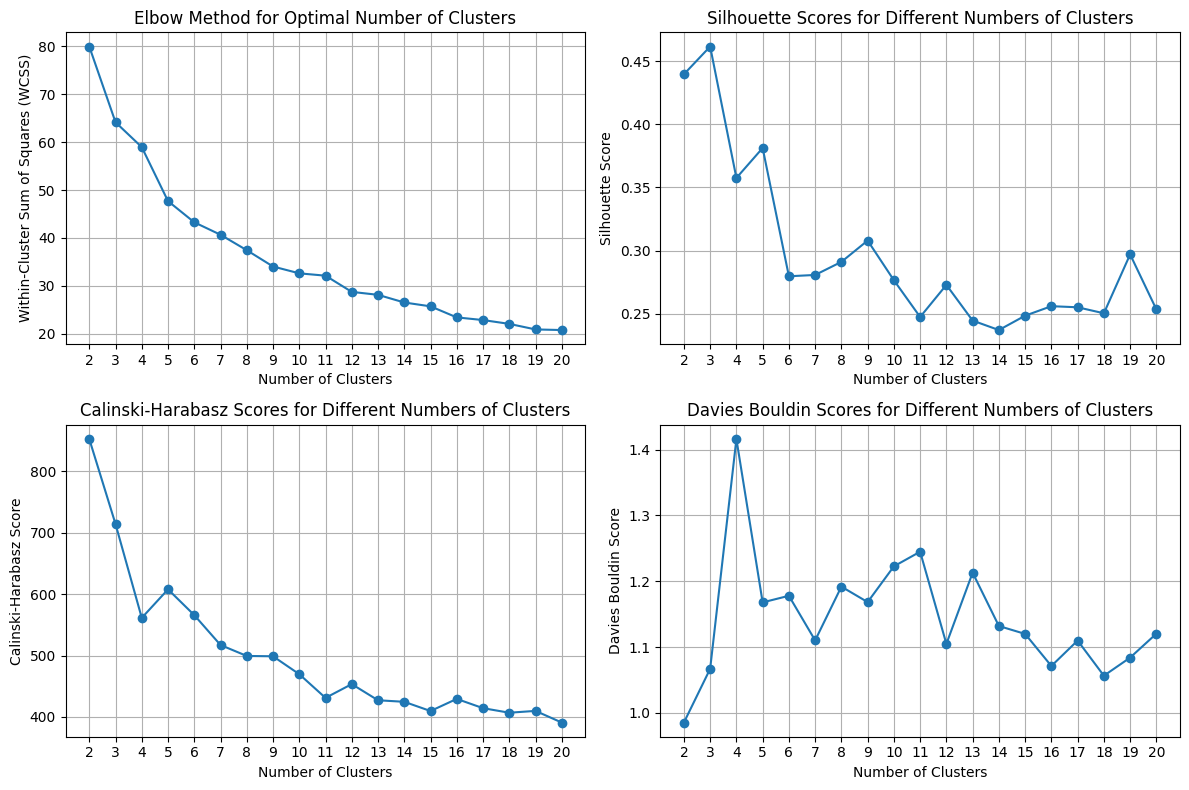 Elbow Method for Optimal Number of Clusters
Within-Cluster Sum of Squares (WCSS)
80
70
60
50
40
30
20
2 3 4 5 6 7 8 9 10 11 12 13 14 15 16 17 18 19 20
Number of Clusters
Silhouette Scores for Different Numbers of Clusters
Silhouette Score
0.45
0.40
0.35
0.30
0.25
2 3 4 5 6 7 8 9 10 11 12 13 14 15 16 17 18 19 20
Number of Clusters
Calinski-Harabasz Scores for Different Numbers of Clusters
Calinski-Harabasz Score
800
700
600
500
400
2 3 4 5 6 7 8 9 10 11 12 13 14 15 16 17 18 19 20
Number of Clusters
Davies Bouldin Scores for Different Numbers of Clusters
Davies Bouldin Score
1.4
1.3
1.2
1.1
1.0
2 3 4 5 6 7 8 9 10 11 12 13 14 15 16 17 18 19 20
Number of Clusters